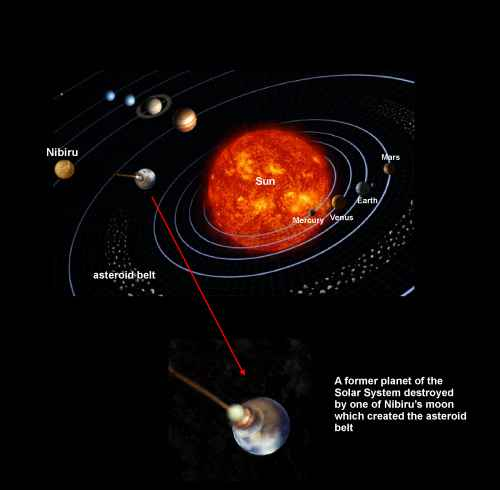 Nibiru
Mars
Sun
Earth
Venus
Mercury
asteroid belt
A former planet of the
Solar System destroyed
by one of Nibiru's moon
which created the asteroid
belt